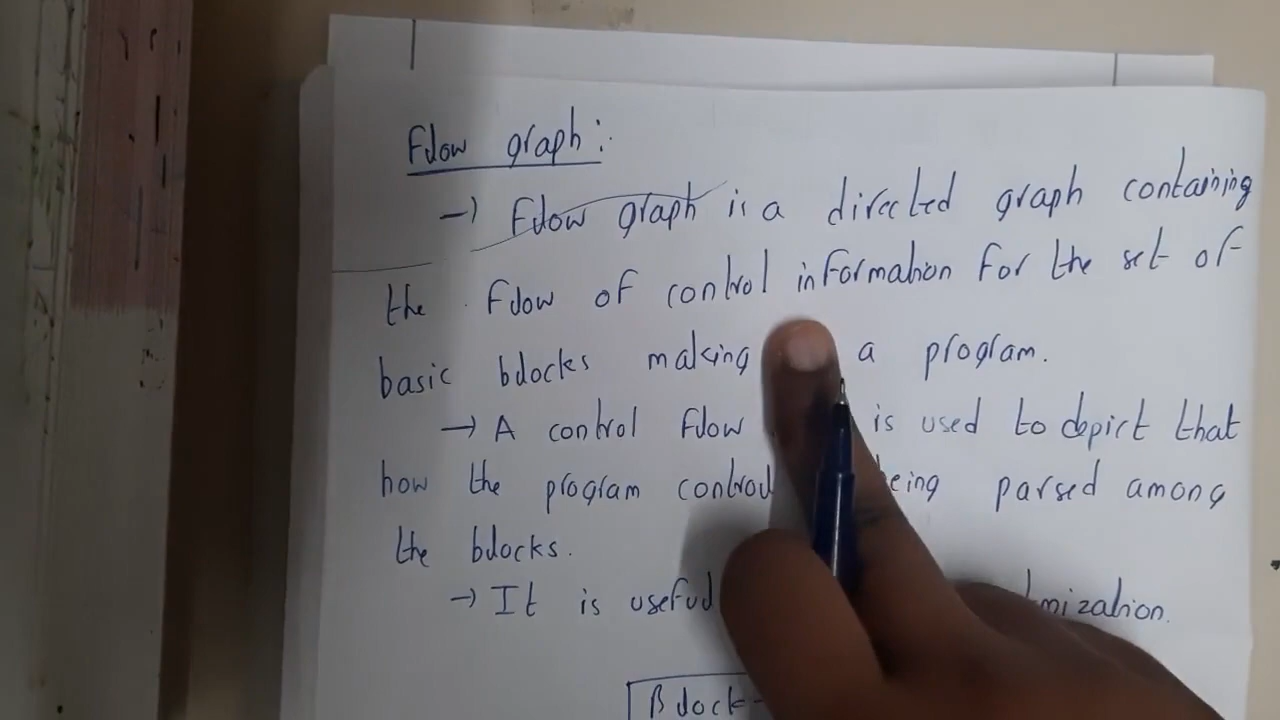 Flow graph:
→ Flow graph is a directed graph containing
the flow of control information for the set of
basic blocks making a program.
→ A control flow is used to depict that
how the program control being parsed among
the blocks.
→ It is useful
Block-